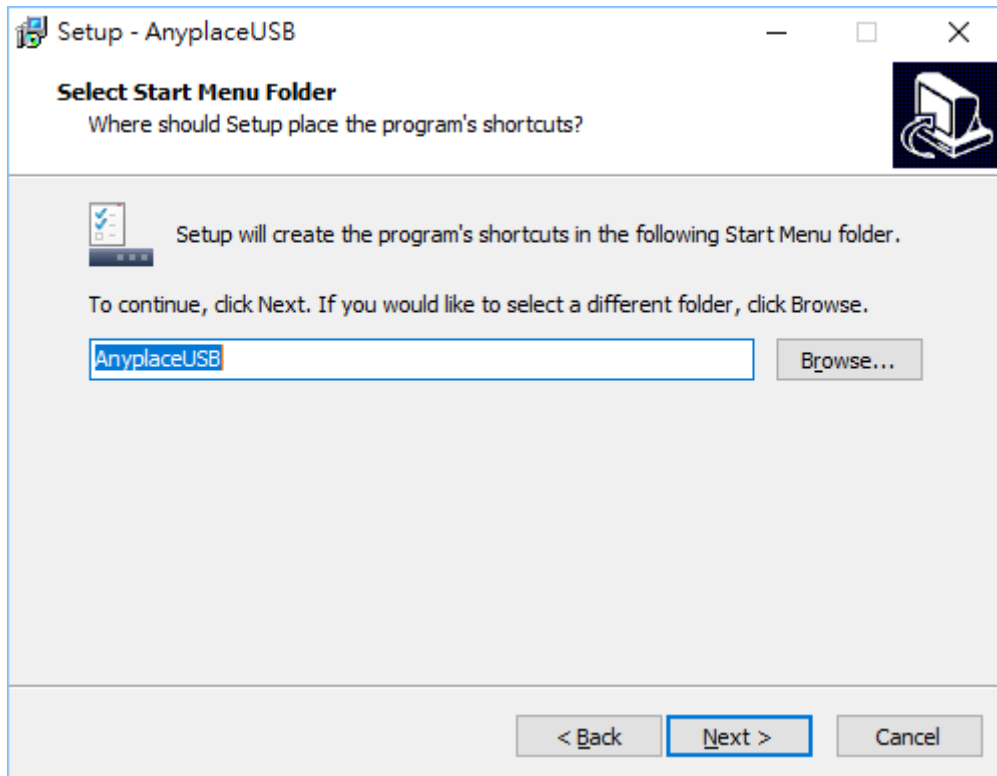 Setup - AnyplaceUSB
Select Start Menu Folder
Where should Setup place the program's shortcuts?
Setup will create the program's shortcuts in the following Start Menu folder.
To continue, click Next. If you would like to select a different folder, click Browse.
AnyplaceUSB
Browse...
< Back
Next >
Cancel